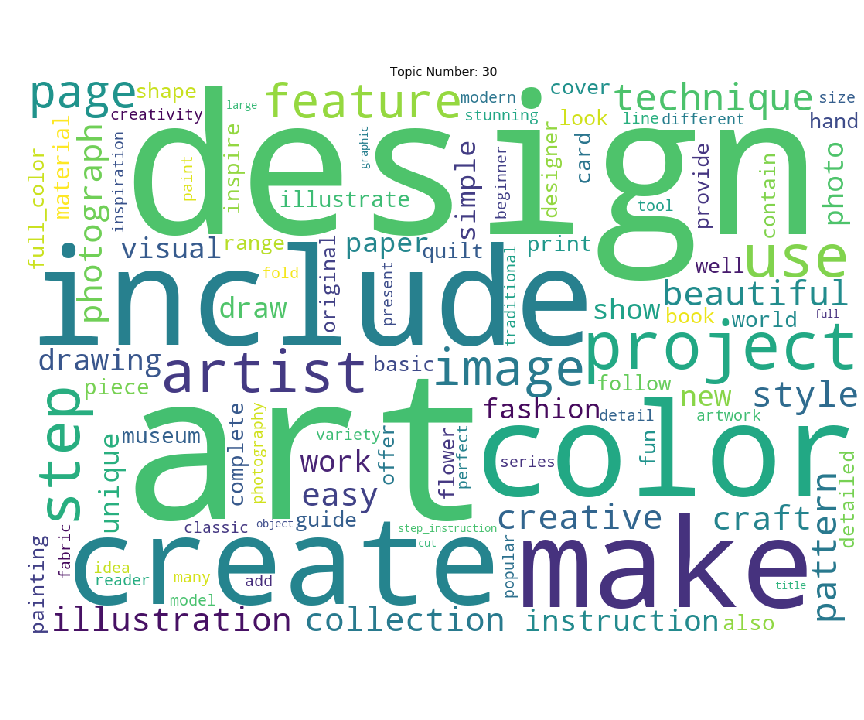 Topic Number: 30
page
shape
creativity
large
feature
modern
stunning
cover
technique
size
line
different
look
hand
design
full_color
material
photograph
inspiration
paint
inspire
graphic
illustrate
simple
beginner
designer
card
tool
provide
contain
photo
visual
range
fold
original
paper
present
quilt
traditional
print
well
use
include
draw
show
beautiful
book
world
full
drawing
artist
basic
image
project
piece
follow
new
style
step
unique
museum
complete
photography
art
variety
work
easy
offer
flower
perfect
fashion
series
detail
fun
artwork
color
pattern
detailed
classic
object
guide
step_instruction
cut
creative
craft
painting
fabric
idea
reader
many
model
add
create
popular
make
title
illustration
collection
instruction
also